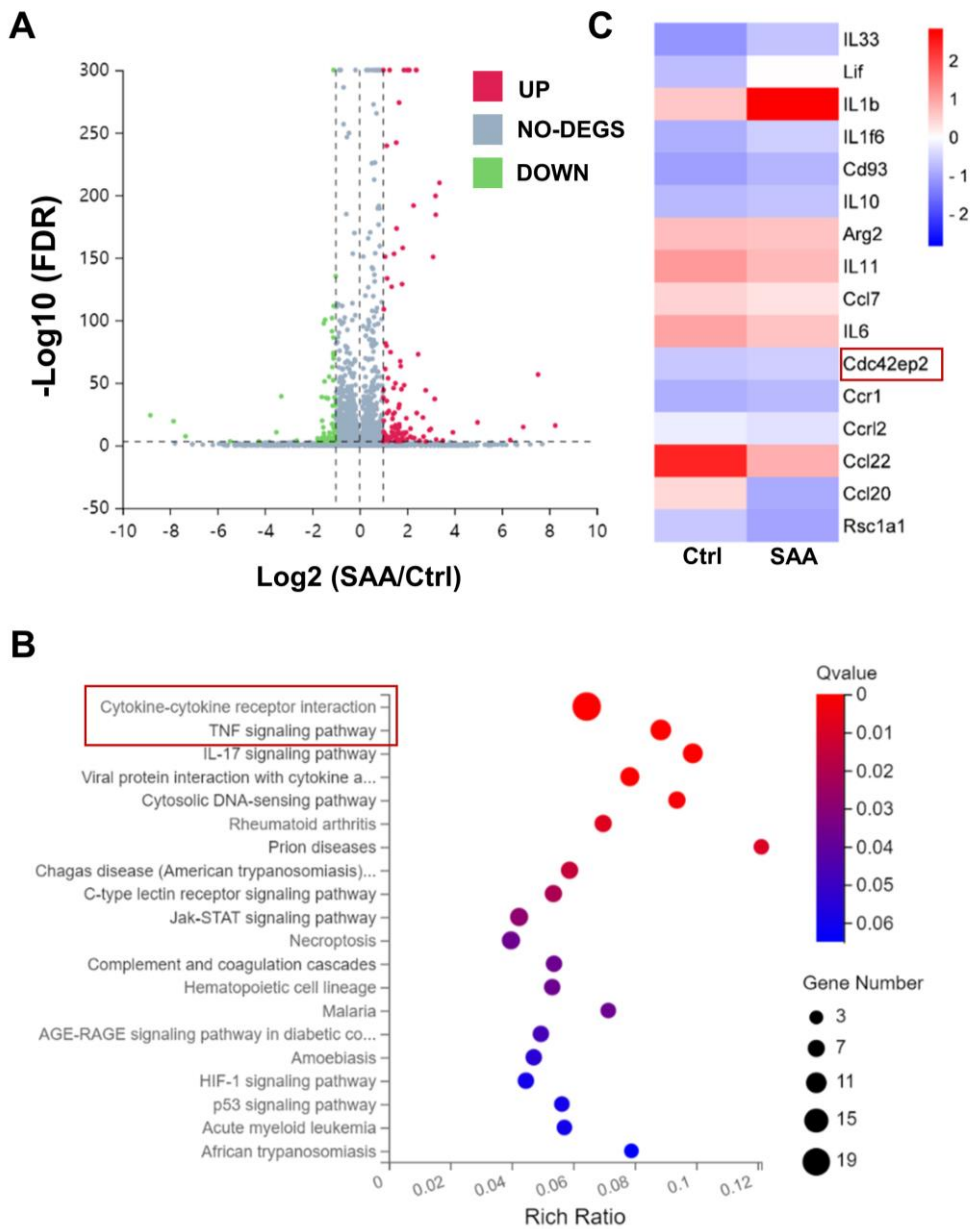 A
300
250
200
150
100
50
0
-50
-10
-8
-6
-4
-2
0
2
4
6
8
10
-Log10 (FDR)
Log2 (SAA/Ctrl)
UP
NO-DEGS
DOWN
C
IL33
Lif
IL1b
IL1f6
Cd93
IL10
Arg2
IL11
Ccl7
IL6
Cdc42ep2
Ccr1
Ccrl2
Ccl22
Ccl20
Rsc1a1
Ctrl
SAA
2
1
0
- 1
- 2
B
Cytokine-cytokine receptor interaction
TNF signaling pathway
IL-17 signaling pathway
Viral protein interaction with cytokine a...
Cytosolic DNA-sensing pathway
Rheumatoid arthritis
Prion diseases
Chagas disease (American trypanosomiasis)...
C-type lectin receptor signaling pathway
Jak-STAT signaling pathway
Necroptosis
Complement and coagulation cascades
Hematopoietic cell lineage
Malaria
AGE-RAGE signaling pathway in diabetic co...
Amoebiasis
HIF-1 signaling pathway
p53 signaling pathway
Acute myeloid leukemia
African trypanosomiasis
0
0.02
0.04
0.06
0.08
0.1
0.12
Rich Ratio
Qvalue
0
0.01
0.02
0.03
0.04
0.05
0.06
Gene Number
3
7
11
15
19